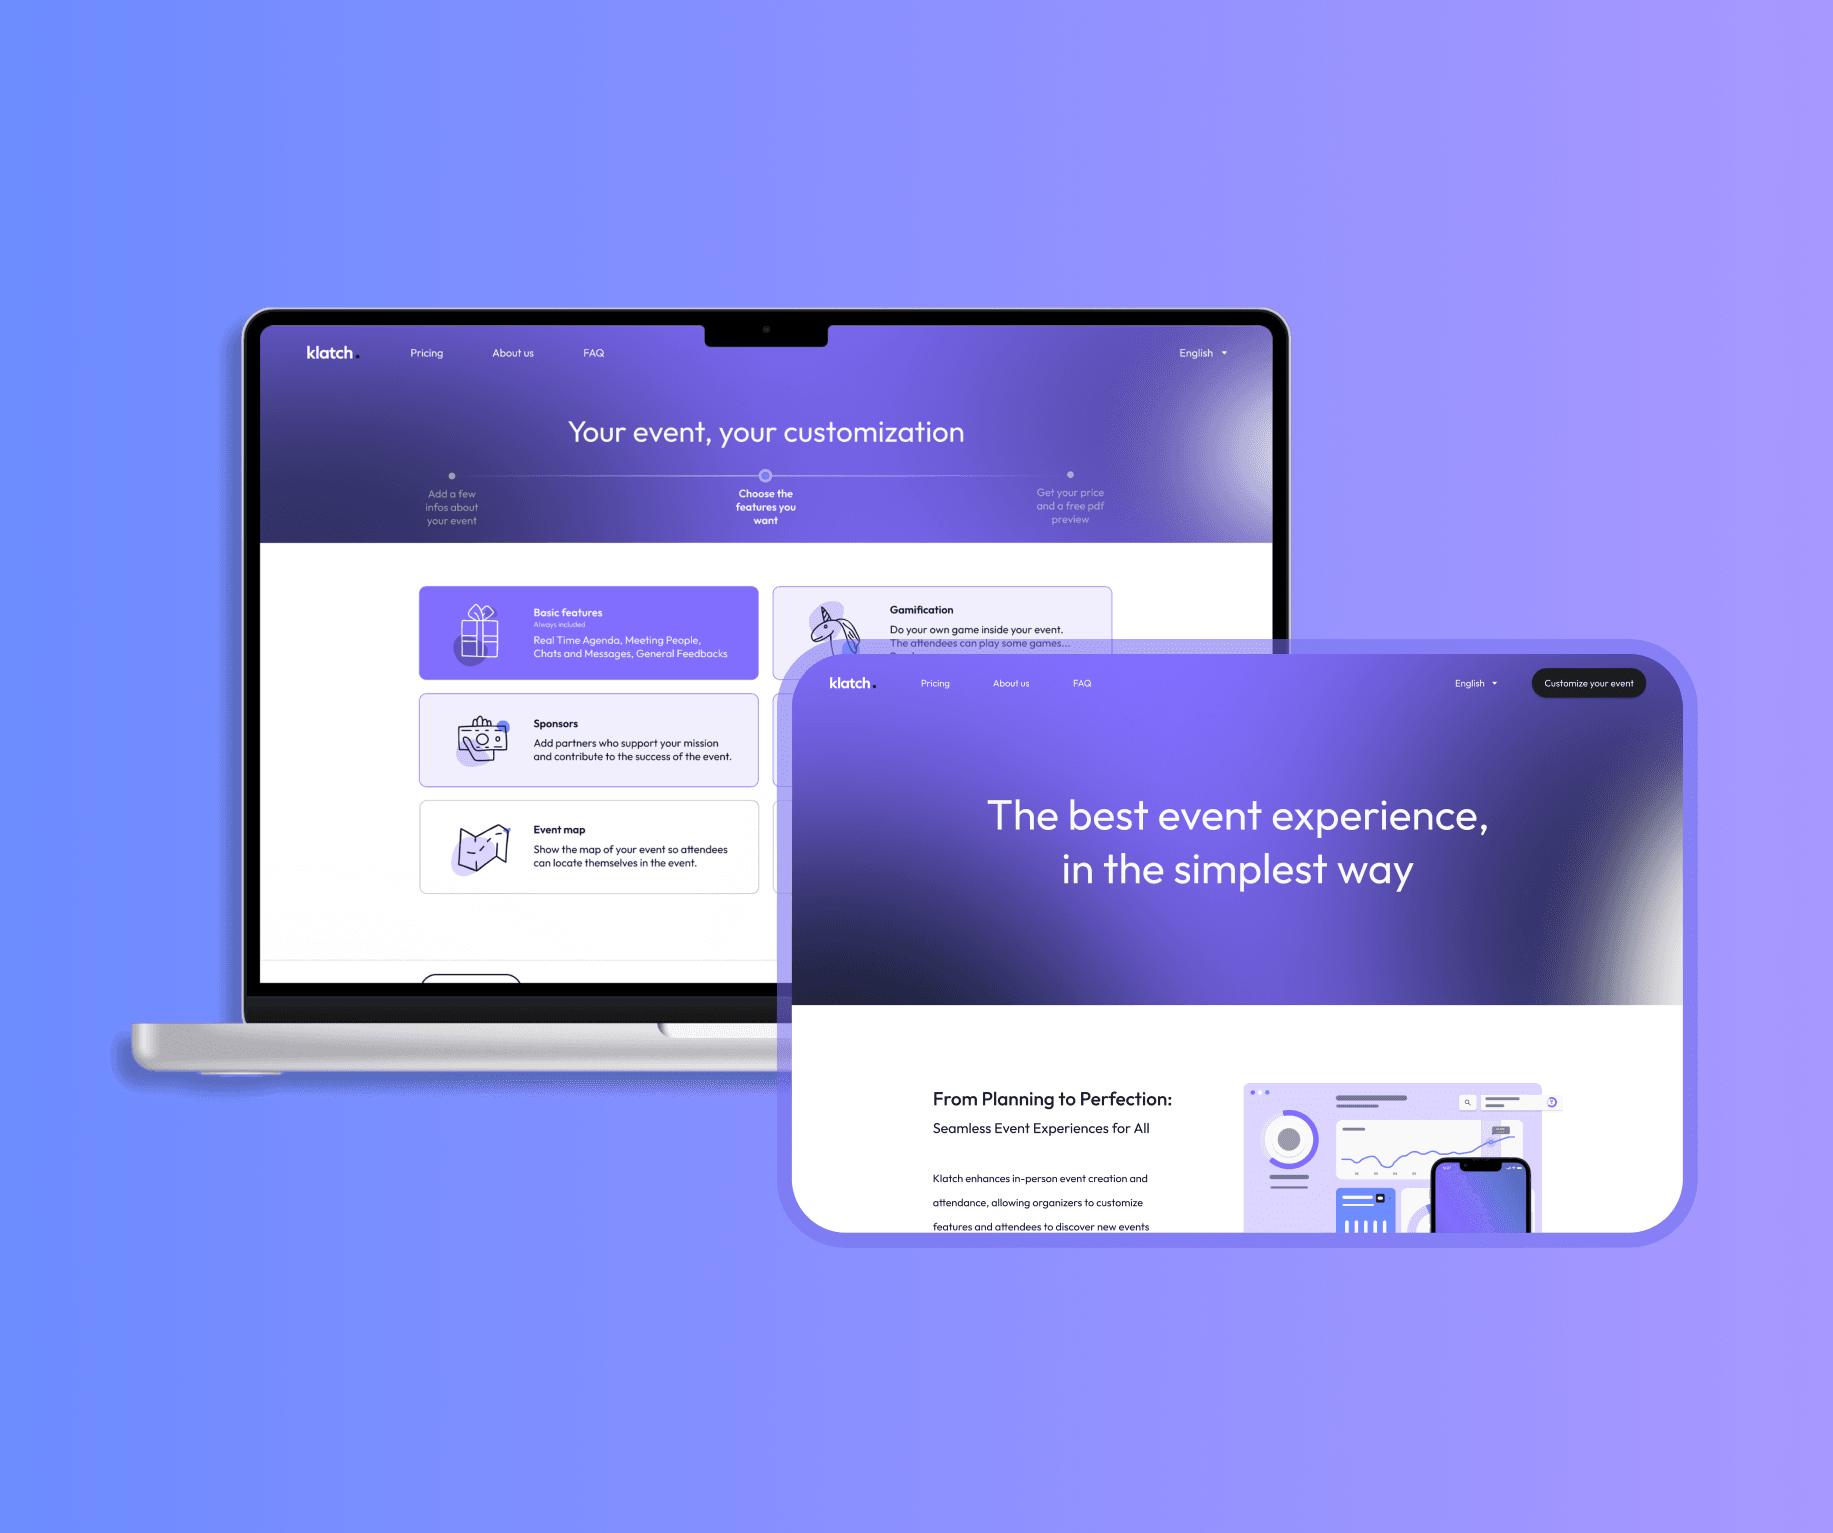 klatch.
Pricing
About us
FAQ
English
Your event, your customization
Add a few
infos about
your event
Choose the
features you
want
Get your price
and a free pdf
preview
Basic features
Always included
Real Time Agenda, Meeting People,
Chats and Messages, General Feedbacks
Gamification
Do your own game inside your event.
The attendees can play some games...
Sponsors
Add partners who support your mission
and contribute to the success of the event.
Event map
Show the map of your event so attendees
can locate themselves in the event.
klatch.
Pricing
About us
FAQ
English
Customize your event
The best event experience,
in the simplest way
From Planning to Perfection:
Seamless Event Experiences for All
Klatch enhances in-person event creation and
attendance, allowing organizers to customize
features and attendees to discover new events